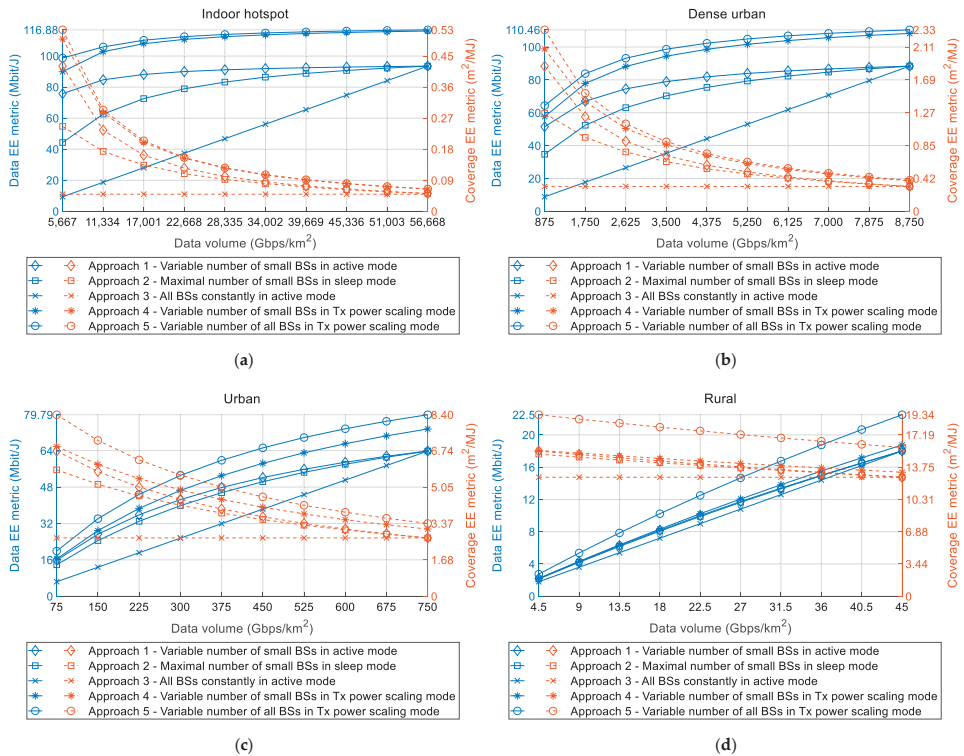 Indoor hotspot
116.88
100
80
60
40
20
0
Data EE metric (Mbit/J)
0.53
0.44
0.36
0.27
0.18
0.09
0
Coverage EE metric (m²/MJ)
5,667 11,334 17,001 22,668 28,335 34,002 39,669 45,336 51,003 56,668
Data volume (Gbps/km²)
Approach 1 - Variable number of small BSs in active mode
Approach 2 - Maximal number of small BSs in sleep mode
Approach 3 - All BSs constantly in active mode
Approach 4 - Variable number of small BSs in Tx power scaling mode
Approach 5 - Variable number of all BSs in Tx power scaling mode
(a)
Dense urban
110.46
100
80
60
40
20
0
Data EE metric (Mbit/J)
2.33
2.11
1.69
1.27
0.85
0.42
0
Coverage EE metric (m²/MJ)
875 1,750 2,625 3,500 4,375 5,250 6,125 7,000 7,875 8,750
Data volume (Gbps/km²)
Approach 1 - Variable number of small BSs in active mode
Approach 2 - Maximal number of small BSs in sleep mode
Approach 3 - All BSs constantly in active mode
Approach 4 - Variable number of small BSs in Tx power scaling mode
Approach 5 - Variable number of all BSs in Tx power scaling mode
(b)
Urban
79.79
64
48
32
16
0
Data EE metric (Mbit/J)
8.40
6.74
5.05
3.37
1.68
0
Coverage EE metric (m²/MJ)
75 150 225 300 375 450 525 600 675 750
Data volume (Gbps/km²)
Approach 1 - Variable number of small BSs in active mode
Approach 2 - Maximal number of small BSs in sleep mode
Approach 3 - All BSs constantly in active mode
Approach 4 - Variable number of small BSs in Tx power scaling mode
Approach 5 - Variable number of all BSs in Tx power scaling mode
(c)
Rural
22.5
20
16
12
8
4
0
Data EE metric (Mbit/J)
19.34
17.19
13.75
10.31
6.88
3.44
0
Coverage EE metric (m²/MJ)
4.5 9 13.5 18 22.5 27 31.5 36 40.5 45
Data volume (Gbps/km²)
Approach 1 - Variable number of small BSs in active mode
Approach 2 - Maximal number of small BSs in sleep mode
Approach 3 - All BSs constantly in active mode
Approach 4 - Variable number of small BSs in Tx power scaling mode
Approach 5 - Variable number of all BSs in Tx power scaling mode
(d)